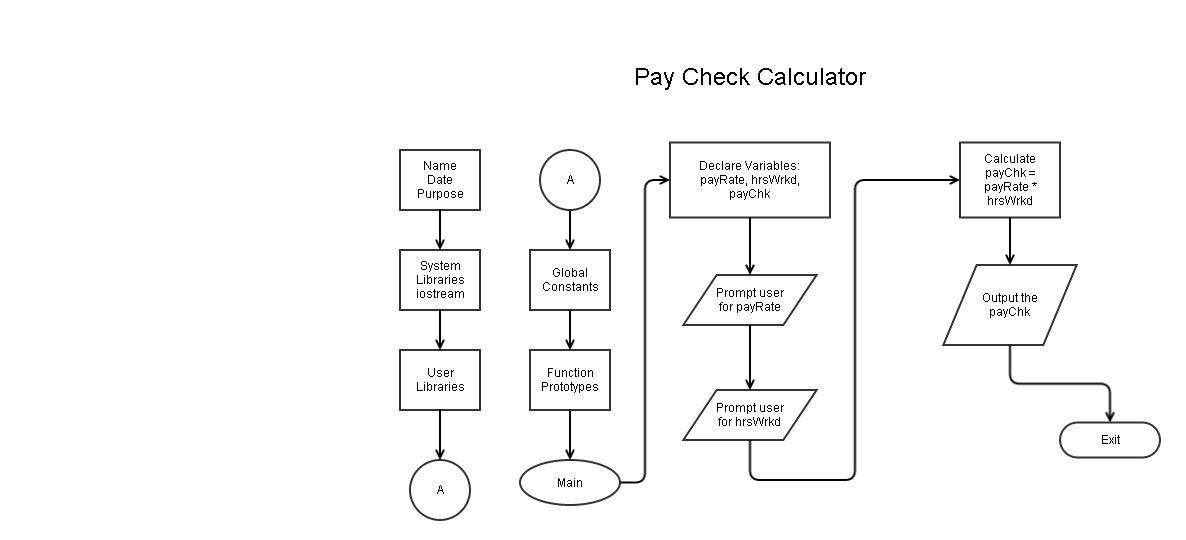 Pay Check Calculator
Name
Date
Purpose
System
Libraries
iostream
User
Libraries
A
A
Global
Constants
Function
Prototypes
Main
Declare Variables:
payRate, hrsWrkd,
payChk
Prompt user
for payRate
Prompt user
for hrsWrkd
Calculate
payChk =
payRate *
hrsWrkd
Output the
payChk
Exit